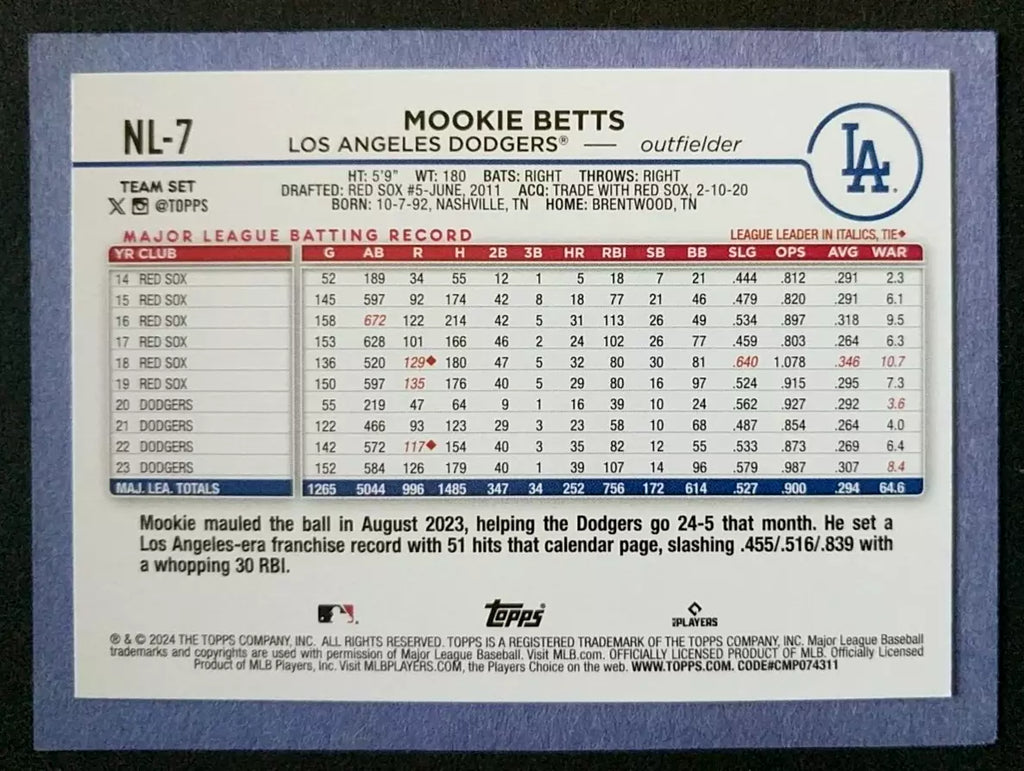 NL-7
MOOKIE BETTS
LOS ANGELES DODGERS® — outfielder
LA
TEAM SET
@TOPPS
HT: 5'9" WT: 180 BATS: RIGHT THROWS: RIGHT
DRAFTED: RED SOX #5-JUNE, 2011 ACQ: TRADE WITH RED SOX, 2-10-20
BORN: 10-7-92, NASHVILLE, TN HOME: BRENTWOOD, TN
MAJOR LEAGUE BATTING RECORD LEAGUE LEADER IN ITALICS, TIE♦
YR CLUB G AB R H 2B 3B HR RBI SB BB SLG OPS AVG WAR
14 RED SOX 52 189 34 55 12 1 5 18 7 21 .444 .812 .291 2.3
15 RED SOX 145 597 92 174 42 8 18 77 21 46 .479 .820 .291 6.1
16 RED SOX 158 672 122 214 42 5 31 113 26 49 .534 .897 .318 9.5
17 RED SOX 153 628 101 166 46 2 24 102 26 77 .459 .803 .264 6.3
18 RED SOX 136 520 129♦ 180 47 5 32 80 30 81 .640 1.078 .346 10.7
19 RED SOX 150 597 135 176 40 5 29 80 16 97 .524 .915 .295 7.3
20 DODGERS 55 219 47 64 9 1 16 39 10 24 .562 .927 .292 3.6
21 DODGERS 122 466 93 123 29 3 23 58 10 68 .487 .854 .264 4.0
22 DODGERS 142 572 117♦ 154 40 3 35 82 12 55 .533 .873 .269 6.4
23 DODGERS 152 584 126 179 40 1 39 107 14 96 .579 .987 .307 8.4
MAJ. LEA. TOTALS 1265 5044 996 1485 347 34 252 756 172 614 .527 .900 .294 64.6
Mookie mauled the ball in August 2023, helping the Dodgers go 24-5 that month. He set a
Los Angeles-era franchise record with 51 hits that calendar page, slashing .455/.516/.839 with
a whopping 30 RBI.
Topps
PLAYERS
® & © 2024 THE TOPPS COMPANY, INC. ALL RIGHTS RESERVED. TOPPS IS A REGISTERED TRADEMARK OF THE TOPPS COMPANY, INC. Major League Baseball
trademarks and copyrights are used with permission of Major League Baseball. Visit MLB.com. OFFICIALLY LICENSED PRODUCT OF MLB. Officially Licensed
Product of MLB Players, Inc. Visit MLBPLAYERS.COM, the Players Choice on the web. WWW.TOPPS.COM. CODE#CMP074311